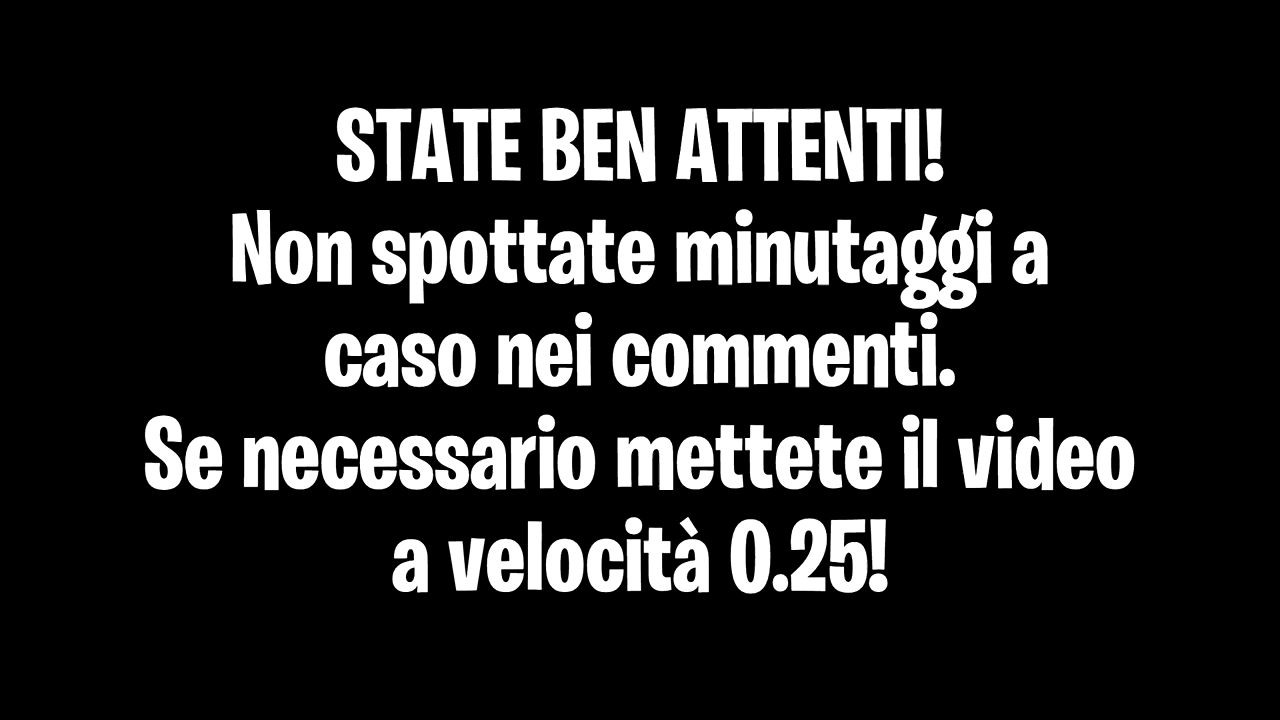 STATE BEN ATTENTI!
Non spottate minutaggi a
caso nei commenti.
Se necessario mettete il video
a velocità 0.25!